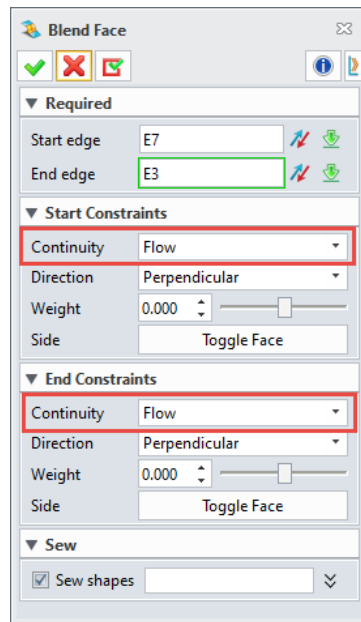 Blend Face
Required
Start edge E7
End edge E3
Start Constraints
Continuity Flow
Direction Perpendicular
Weight 0.000
Side Toggle Face
End Constraints
Continuity Flow
Direction Perpendicular
Weight 0.000
Side Toggle Face
Sew
Sew shapes